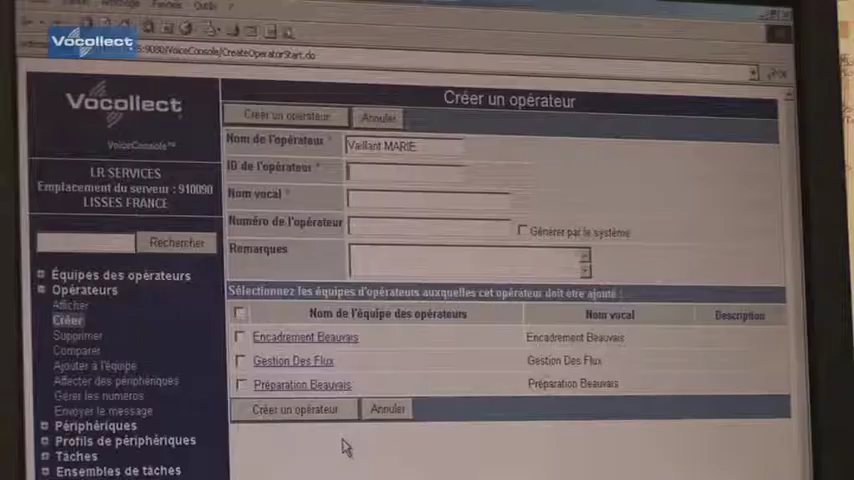 Favoris Outils ?
Vocollect
:9080/VoiceConsole/CreateOperatorStart.do
Vocollect
VoiceConsole™
LR SERVICES
Emplacement du serveur : 910090
LISSES FRANCE
Rechercher
Équipes des opérateurs
Opérateurs
Afficher
Créer
Supprimer
Comparer
Ajouter à l'équipe
Affecter des périphériques
Gérer les numéros
Envoyer le message
Périphériques
Profils de périphériques
Tâches
Ensembles de tâches
Créer un opérateur
Créer un opérateur Annuler
Nom de l'opérateur * Vaillant MARIE
ID de l'opérateur *
Nom vocal *
Numéro de l'opérateur Générer par le système
Remarques
Sélectionnez les équipes d'opérateurs auxquelles cet opérateur doit être ajouté :
Nom de l'équipe des opérateurs Nom vocal Description
Encadrement Beauvais Encadrement Beauvais
Gestion Des Flux Gestion Des Flux
Préparation Beauvais Préparation Beauvais
Créer un opérateur Annuler